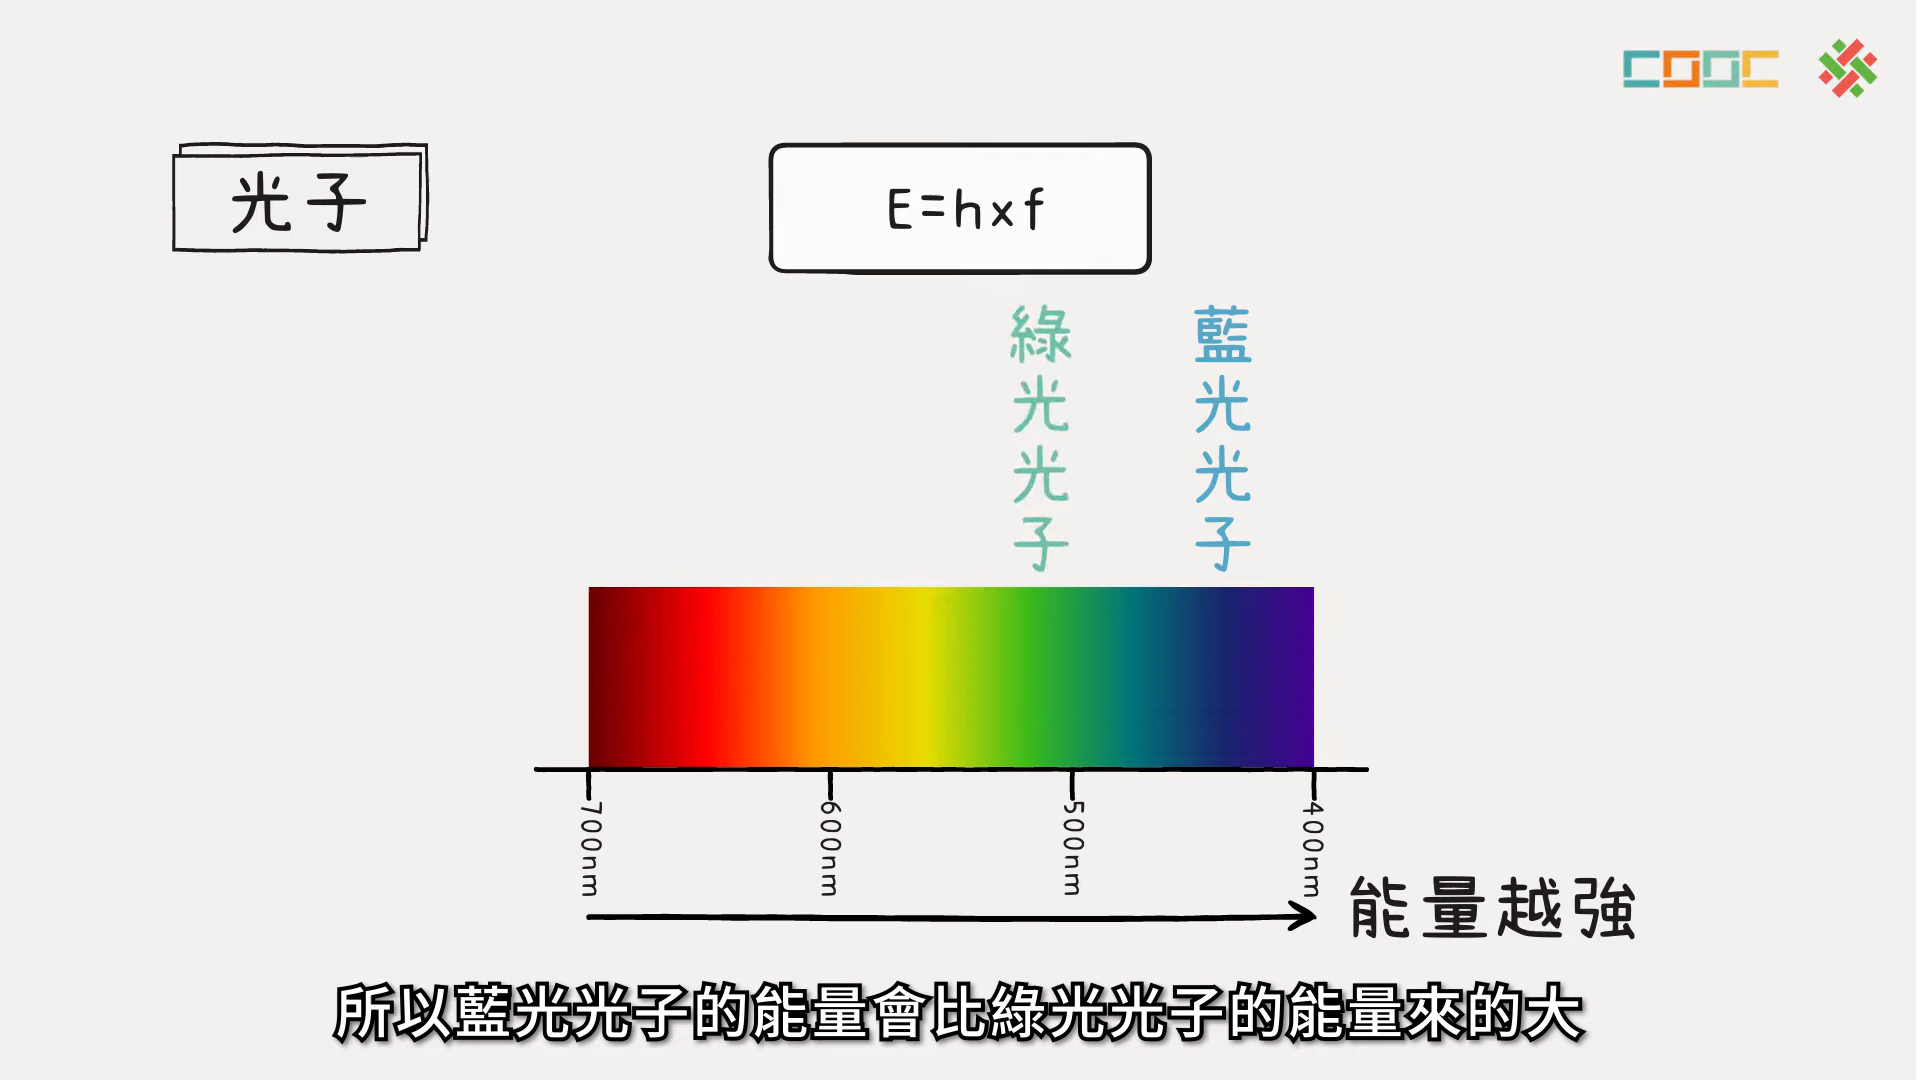 COOC
光子
E=hxf
綠光光子
藍光光子
700nm
600nm
500nm
400nm
能量越強
所以藍光光子的能量會比綠光光子的能量來的大